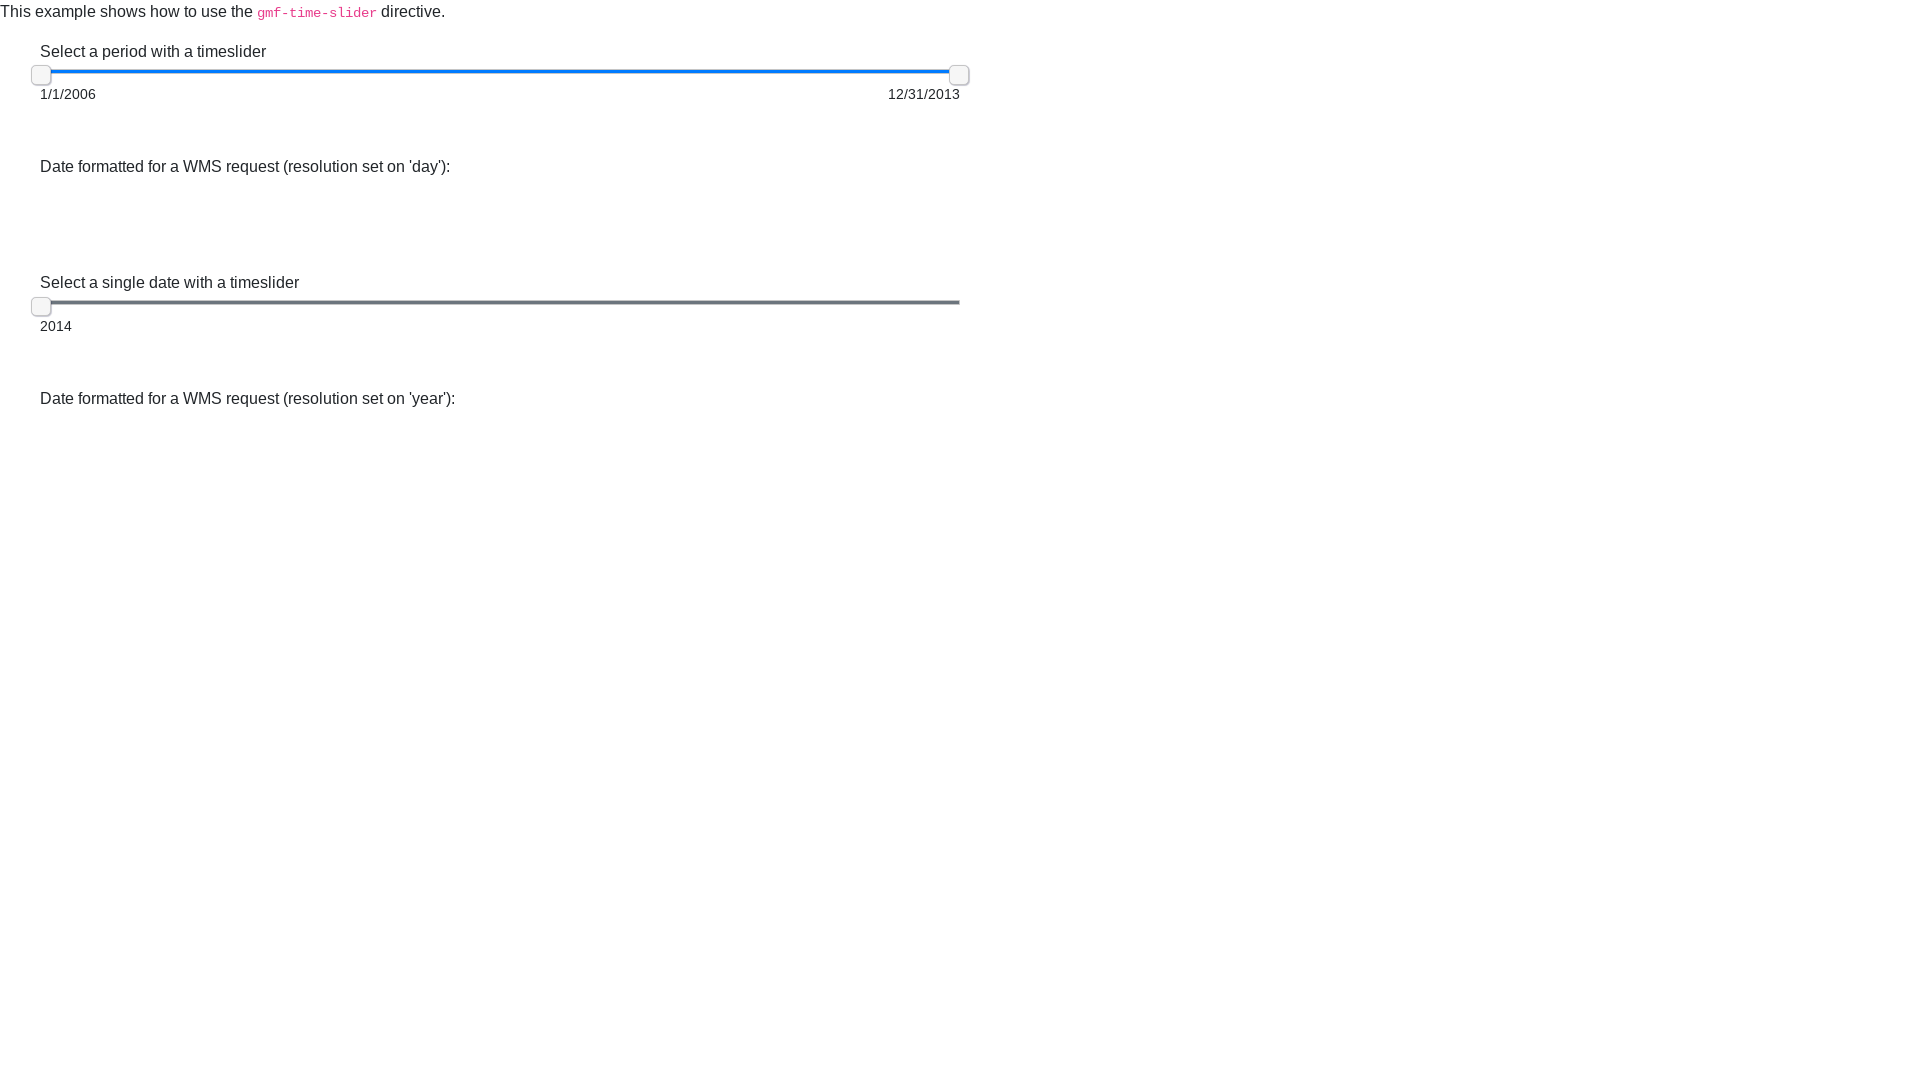 This example shows how to use the gmf-time-slider directive.
Select a period with a timeslider
1/1/2006 12/31/2013
Date formatted for a WMS request (resolution set on 'day'):
Select a single date with a timeslider
2014
Date formatted for a WMS request (resolution set on 'year'):